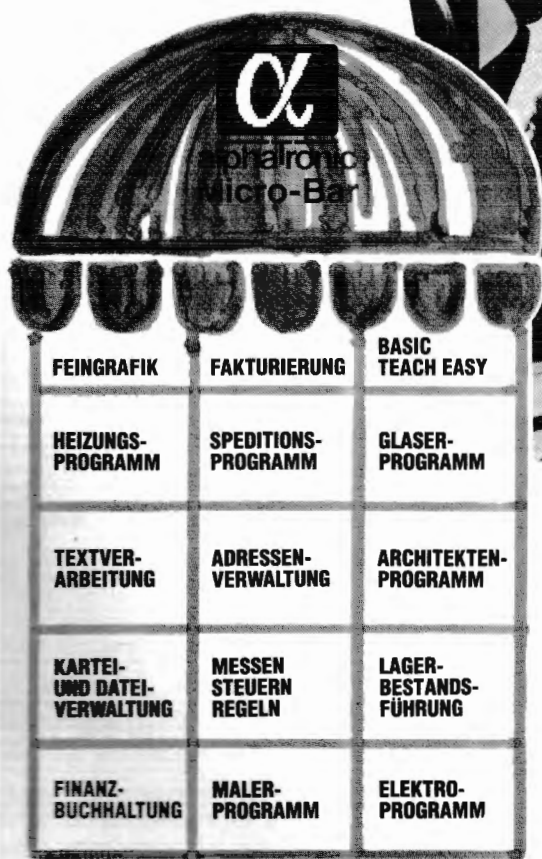 α
alphatronic
Micro-Bar
FEINGRAFIK
FAKTURIERUNG
BASIC
TEACH EASY
HEIZUNGS-
PROGRAMM
SPEDITIONS-
PROGRAMM
GLASER-
PROGRAMM
TEXTVER-
ARBEITUNG
ADRESSEN-
VERWALTUNG
ARCHITEKTEN-
PROGRAMM
KARTEI-
UND DATEI-
VERWALTUNG
MESSEN
STEUERN
REGELN
LAGER-
BESTANDS-
FÜHRUNG
FINANZ-
BUCHHALTUNG
MALER-
PROGRAMM
ELEKTRO-
PROGRAMM